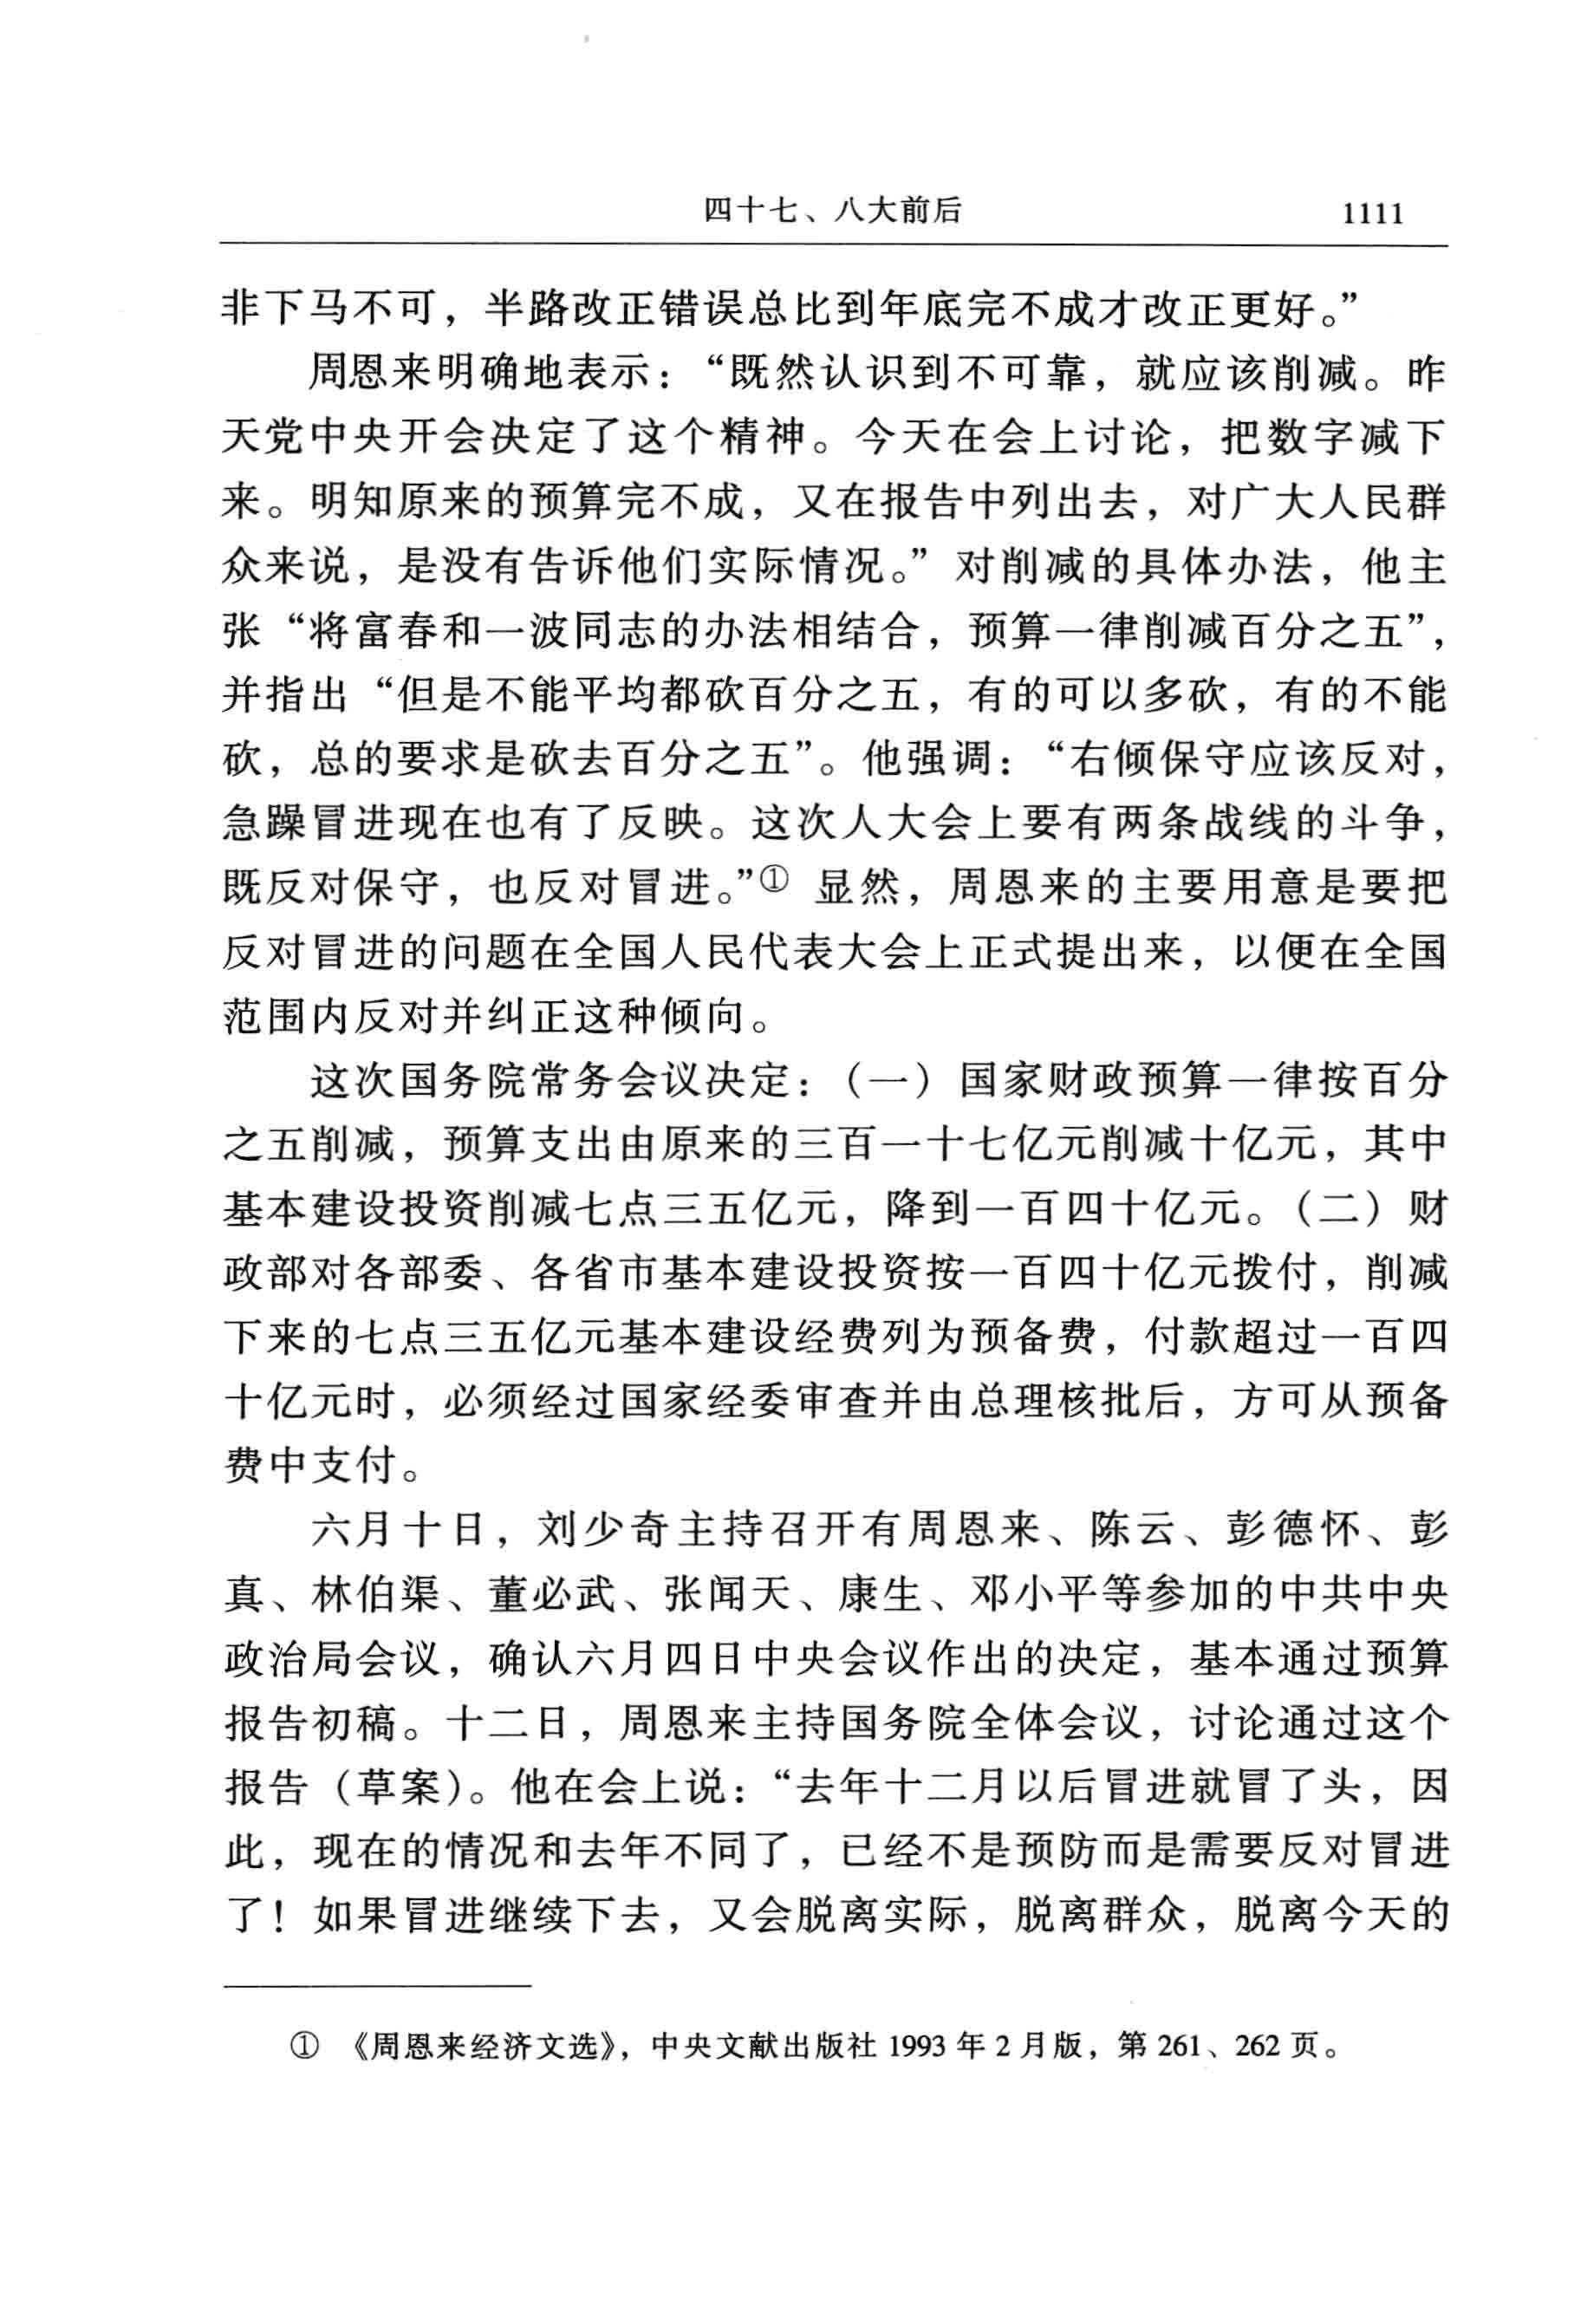 四十七、八大前后 1111
非下马不可，半路改正错误总比到年底完不成才改正更好。”
周恩来明确地表示：“既然认识到不可靠，就应该削减。昨
天党中央开会决定了这个精神。今天在会上讨论，把数字减下
来。明知原来的预算完不成，又在报告中列出去，对广大人民群
众来说，是没有告诉他们实际情况。”对削减的具体办法，他主
张“将富春和一波同志的办法相结合，预算一律削减百分之五”，
并指出“但是不能平均都砍百分之五，有的可以多砍，有的不能
砍，总的要求是砍去百分之五”。他强调：“右倾保守应该反对，
急躁冒进现在也有了反映。这次人大会上要有两条战线的斗争，
既反对保守，也反对冒进。”① 显然，周恩来的主要用意是要把
反对冒进的问题在全国人民代表大会上正式提出来，以便在全国
范围内反对并纠正这种倾向。
这次国务院常务会议决定：（一）国家财政预算一律按百分
之五削减，预算支出由原来的三百一十七亿元削减十亿元，其中
基本建设投资削减七点三五亿元，降到一百四十亿元。（二）财
政部对各部委、各省市基本建设投资按一百四十亿元拨付，削减
下来的七点三五亿元基本建设经费列为预备费，付款超过一百四
十亿元时，必须经过国家经委审查并由总理核批后，方可从预备
费中支付。
六月十日，刘少奇主持召开有周恩来、陈云、彭德怀、彭
真、林伯渠、董必武、张闻天、康生、邓小平等参加的中共中央
政治局会议，确认六月四日中央会议作出的决定，基本通过预算
报告初稿。十二日，周恩来主持国务院全体会议，讨论通过这个
报告（草案）。他在会上说：“去年十二月以后冒进就冒了头，因
此，现在的情况和去年不同了，已经不是预防而是需要反对冒进
了！如果冒进继续下去，又会脱离实际，脱离群众，脱离今天的
① 《周恩来经济文选》，中央文献出版社 1993 年 2 月版，第 261、262 页。